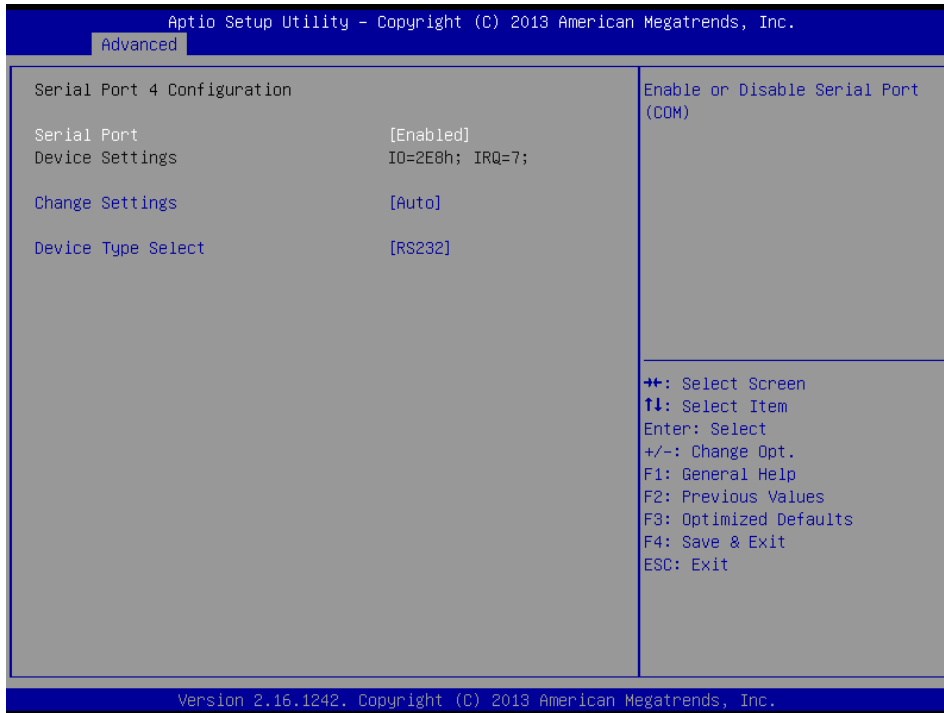 Aptio Setup Utility – Copyright (C) 2013 American Megatrends, Inc.
Advanced
Serial Port 4 Configuration
Serial Port [Enabled]
Device Settings IO=2E8h; IRQ=7;
Change Settings [Auto]
Device Type Select [RS232]
Enable or Disable Serial Port
(COM)
→←: Select Screen
↑↓: Select Item
Enter: Select
+/-: Change Opt.
F1: General Help
F2: Previous Values
F3: Optimized Defaults
F4: Save & Exit
ESC: Exit
Version 2.16.1242. Copyright (C) 2013 American Megatrends, Inc.